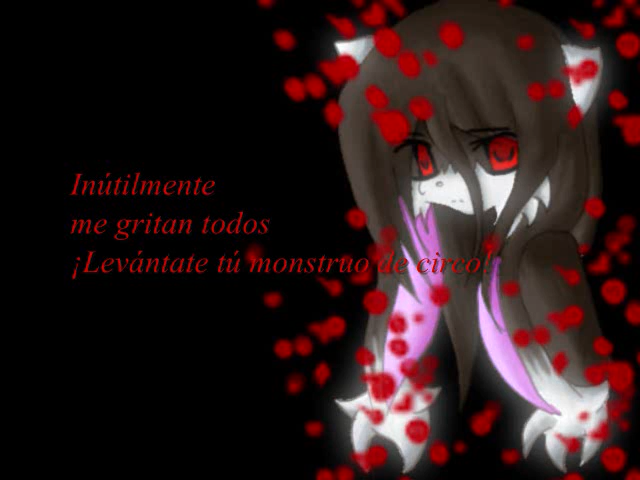 Inútilmente
me gritan todos
¡Levántate tú monstruo de circo!